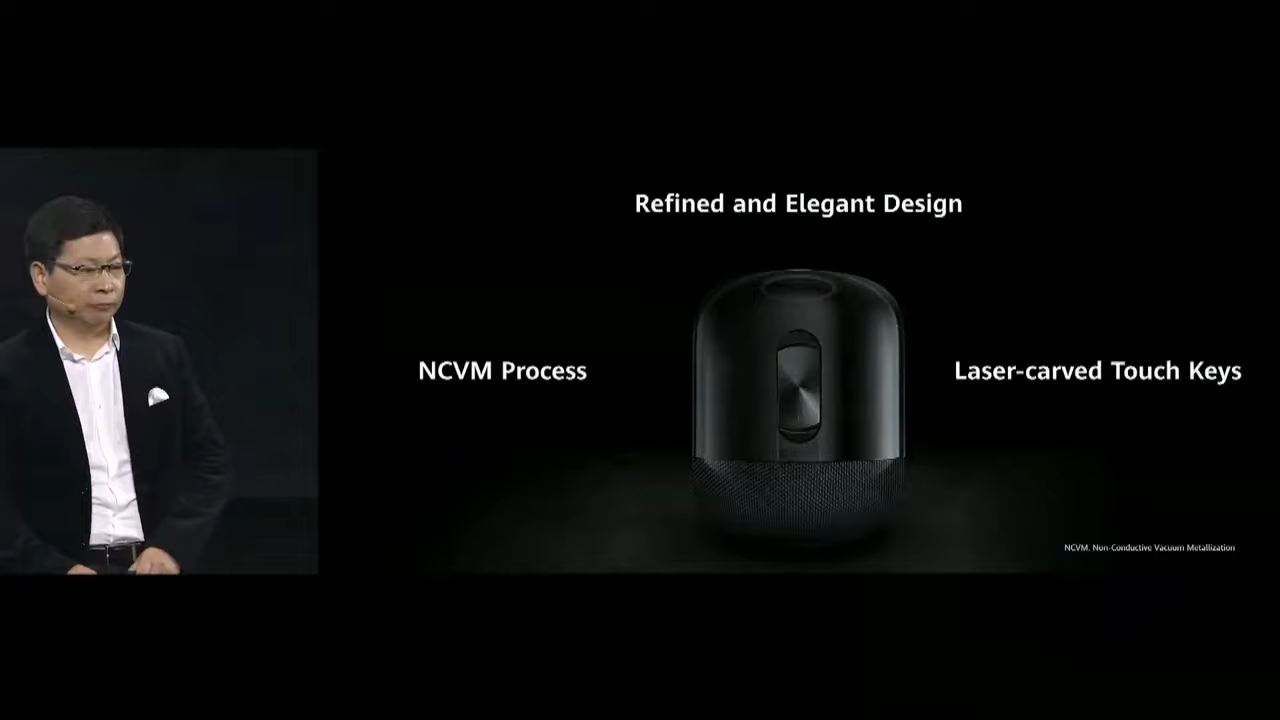 Refined and Elegant Design
NCVM Process
Laser-carved Touch Keys
NCVM. Non-Conductive Vacuum Metallization